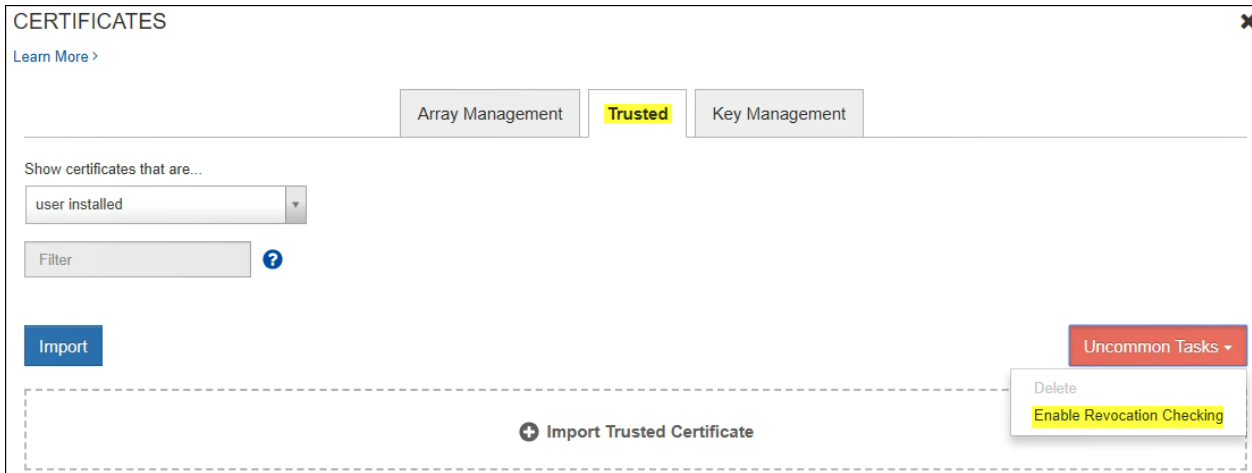 CERTIFICATES
Learn More >
Array Management
Trusted
Key Management
Show certificates that are...
user installed
Filter
Import
Uncommon Tasks
Delete
Enable Revocation Checking
Import Trusted Certificate